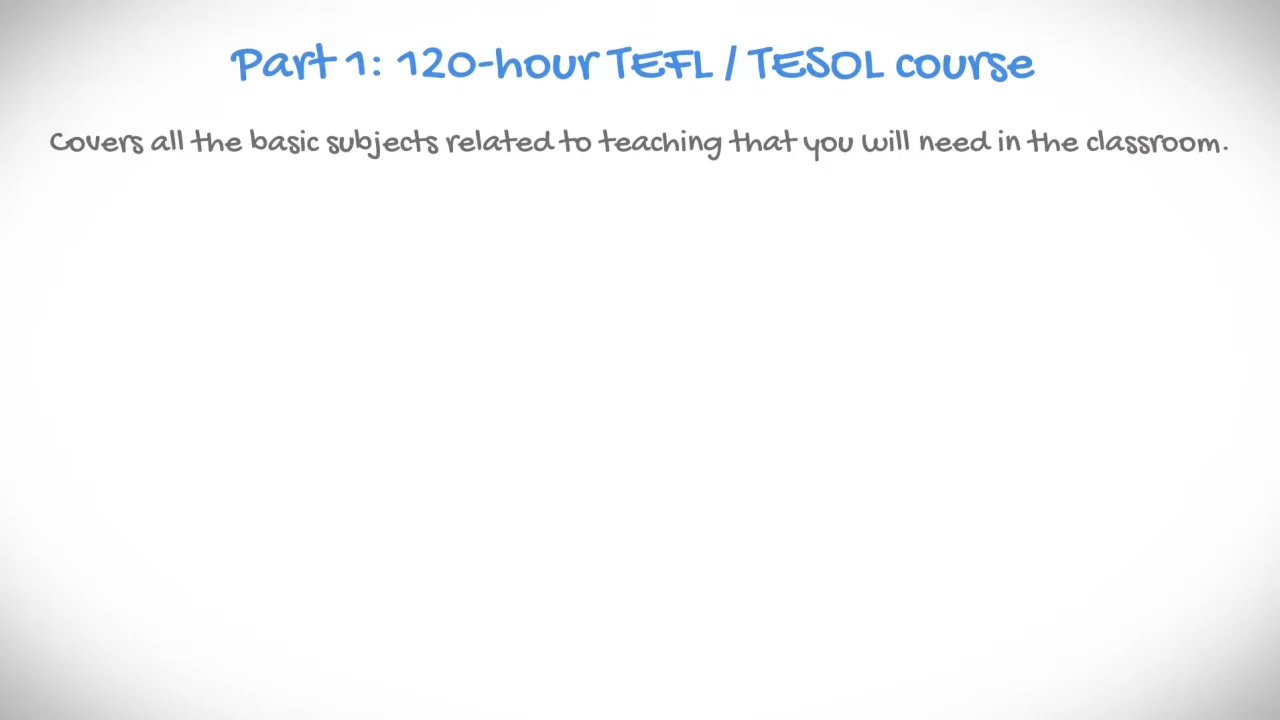 Part 1: 120-hour TEFL / TESOL course
Covers all the basic subjects related to teaching that you will need in the classroom.